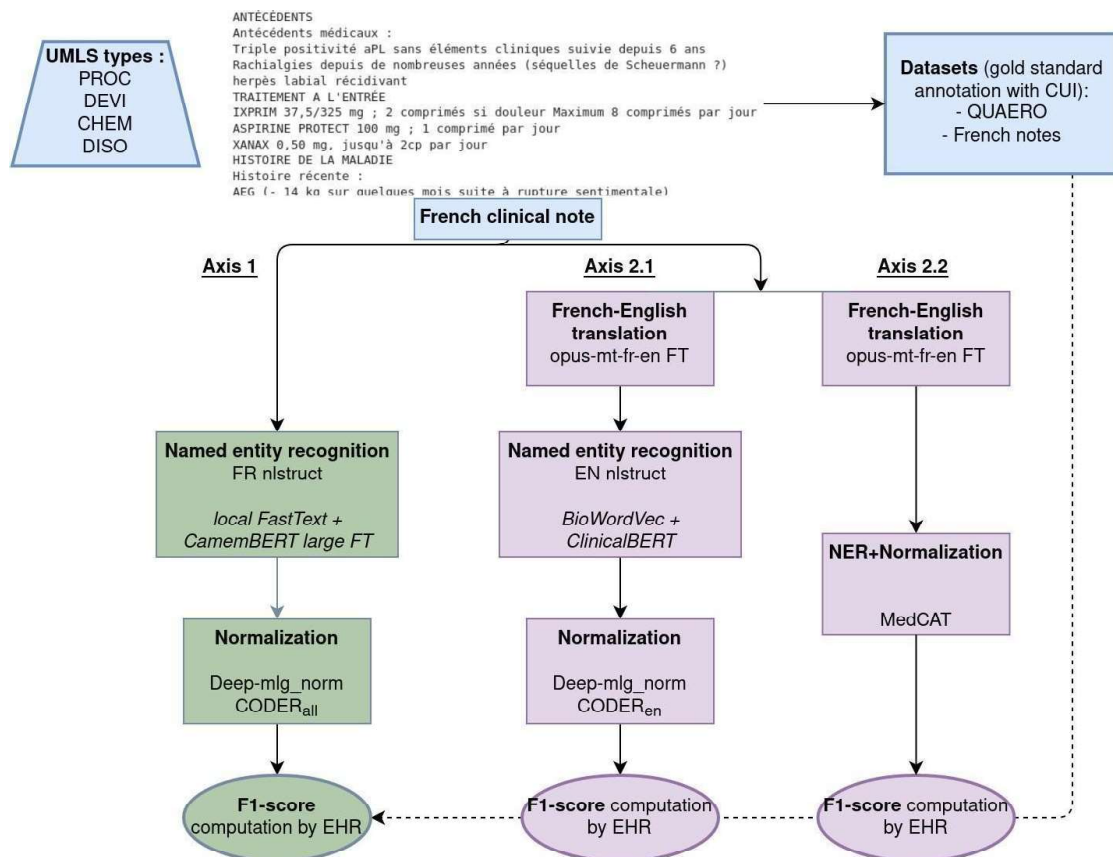 UMLS types :
PROC
DEVI
CHEM
DISO
ANTÉCÉDENTS
Antécédents médicaux :
Triple positivité aPL sans éléments cliniques suivie depuis 6 ans
Rachialgies depuis de nombreuses années (séquelles de Scheuermann ?)
herpès labial récidivant
TRAITEMENT A L'ENTRÉE
IXPRIM 37,5/325 mg ; 2 comprimés si douleur Maximum 8 comprimés par jour
ASPIRINE PROTECT 100 mg ; 1 comprimé par jour
XANAX 0,50 mg, jusqu'à 2cp par jour
HISTOIRE DE LA MALADIE
Histoire récente :
AEG (- 14 kg sur quelques mois suite à rupture sentimentale)
Datasets (gold standard
annotation with CUI):
- QUAERO
- French notes
French clinical note
Axis 1
Axis 2.1
Axis 2.2
French-English
translation
opus-mt-fr-en FT
French-English
translation
opus-mt-fr-en FT
Named entity recognition
FR nlstruct
local FastText +
CamemBERT large FT
Named entity recognition
EN nlstruct
BioWordVec +
ClinicalBERT
NER+Normalization
MedCAT
Normalization
Deep-mlg_norm
CODERall
Normalization
Deep-mlg_norm
CODERen
F1-score
computation by EHR
F1-score computation
by EHR
F1-score computation
by EHR